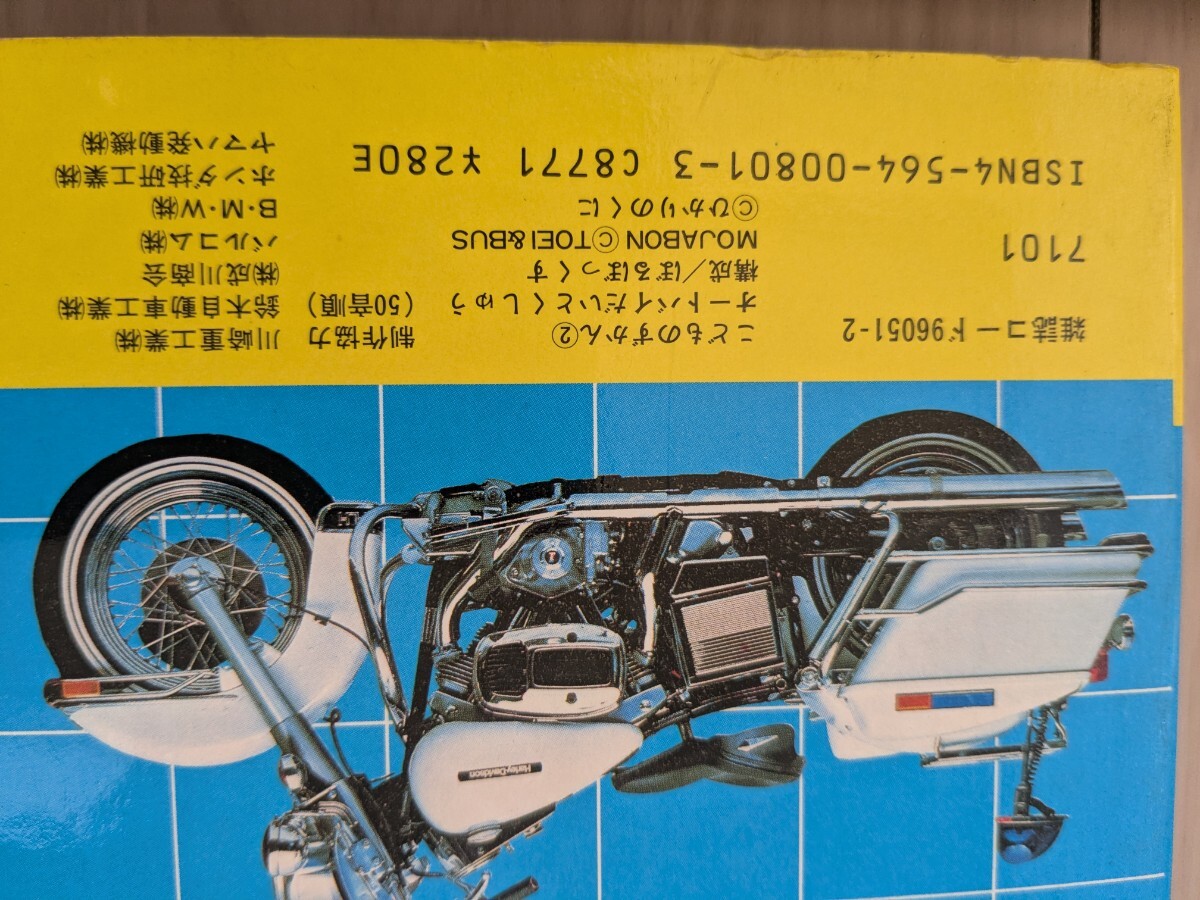 Harley-Davidson
雑誌コード96051-2
7101
ISBN4-564-00801-3 C8771 ¥280E
こどものずかん②
オートバイだいとくしゅう
構成/ぽるぽっくす
MOJABON ©TOEI&BUS
©ひかりのくに
制作協力 川崎重工業㈱
(50音順) 鈴木自動車工業㈱
㈱成川商会
バルコム㈱
B・M・W㈱
ホンダ技研工業㈱
ヤマハ発動機㈱